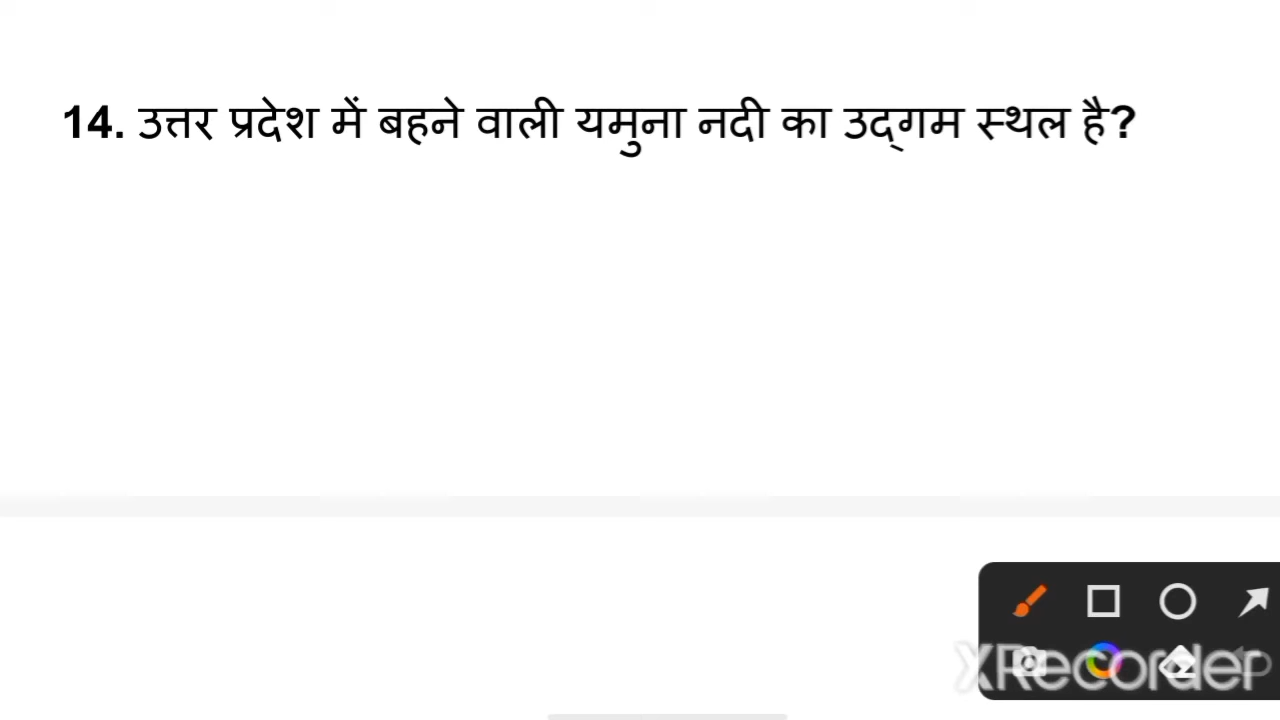 14. उत्तर प्रदेश में बहने वाली यमुना नदी का उद्‌गम स्थल है?
XRecorder